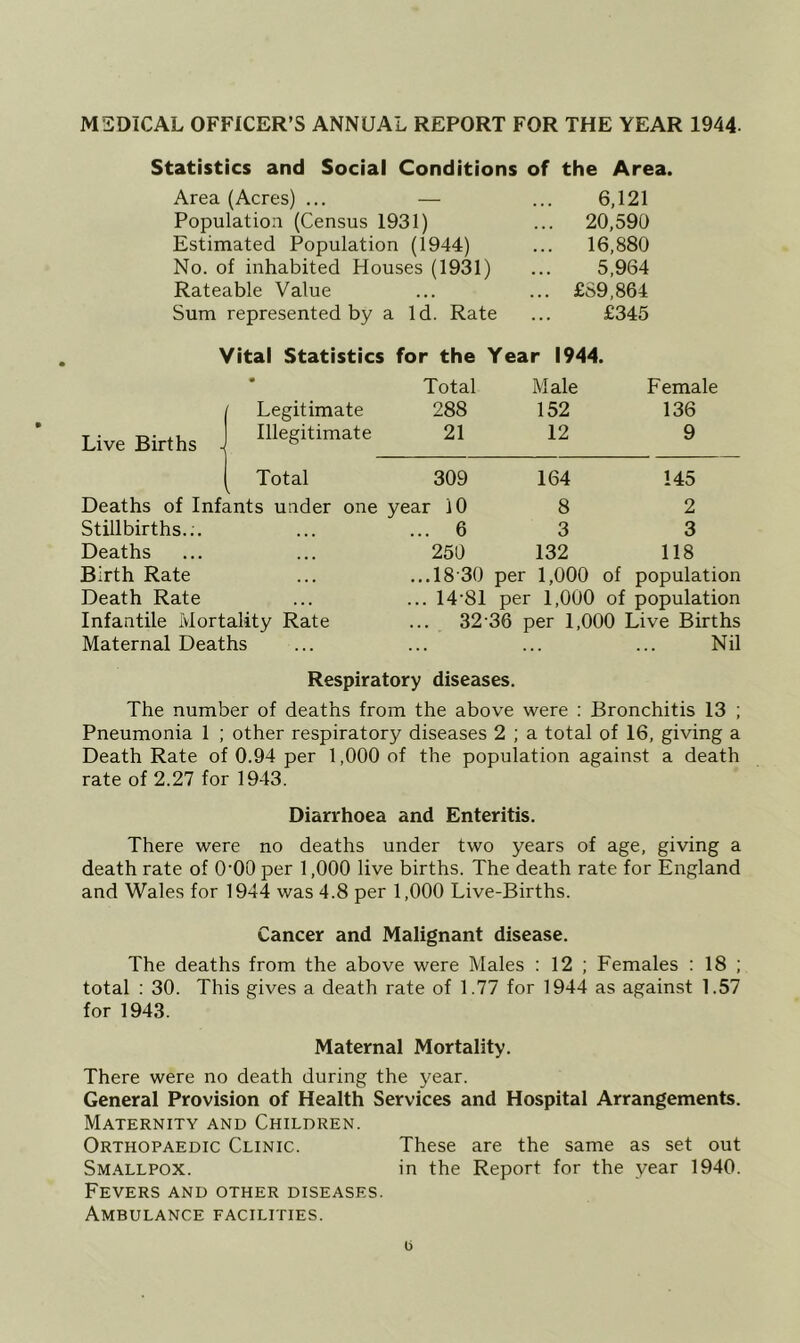 MEDICAL OFFICER'S ANNUAL REPORT FOR THE YEAR 1944.
Statistics and Social Conditions of the Area.
Area (Acres) ... — ... 6,121
Population (Census 1931) ... 20,590
Estimated Population (1944) ... 16,880
No. of inhabited Houses (1931) ... 5,964
Rateable Value ... ... £89,864
Sum represented by a 1d. Rate ... £345
Vital Statistics for the Year 1944.
Total Male Female
Legitimate 288 152 136
Live Births Illegitimate 21 12 9
Total 309 164 145
Deaths of Infants under one year 10 8 2
Stillbirths... ... ... 6 3 3
Deaths ... ... 250 132 118
Birth Rate ... ...18·30 per 1,000 of population
Death Rate ... ... 14·81 per 1,000 of population
Infantile Mortality Rate ... 32·36 per 1,000 Live Births
Maternal Deaths ... ... ... ... Nil
Respiratory diseases.
The number of deaths from the above were : Bronchitis 13 ;
Pneumonia 1 ; other respiratory diseases 2 ; a total of 16, giving a
Death Rate of 0.94 per 1,000 of the population against a death
rate of 2.27 for 1943.
Diarrhoea and Enteritis.
There were no deaths under two years of age, giving a
death rate of 0·00 per 1,000 live births. The death rate for England
and Wales for 1944 was 4.8 per 1,000 Live-Births.
Cancer and Malignant disease.
The deaths from the above were Males : 12 ; Females : 18 ;
total : 30. This gives a death rate of 1.77 for 1944 as against 1.57
for 1943.
Maternal Mortality.
There were no death during the year.
General Provision of Health Services and Hospital Arrangements.
MATERNITY AND CHILDREN.
ORTHOPAEDIC CLINIC. These are the same as set out
SMALLPOX. in the Report for the year 1940.
FEVERS AND OTHER DISEASES.
AMBULANCE FACILITIES.
6